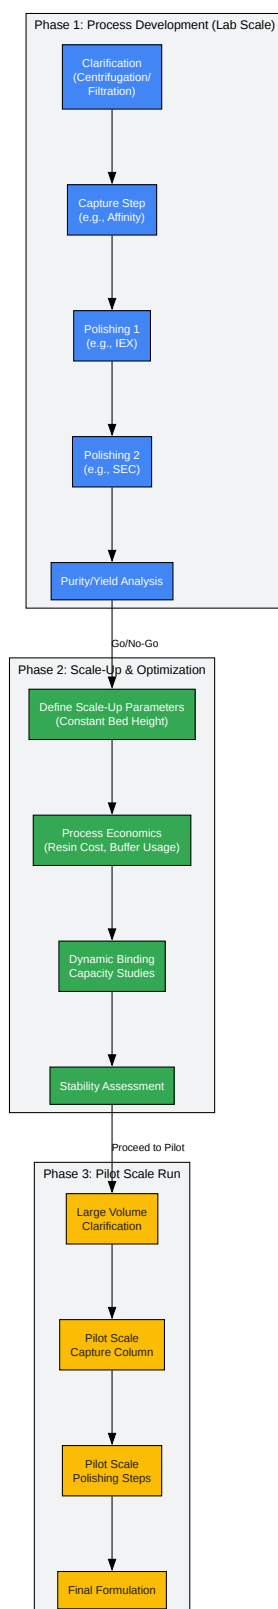 Phase 1: Process Development (Lab Scale)
Clarification
(Centrifugation/
Filtration)
Capture Step
(e.g., Affinity)
Polishing 1
(e.g., IEX)
Polishing 2
(e.g., SEC)
Purity/Yield Analysis
Go/No-Go
Phase 2: Scale-Up & Optimization
Define Scale-Up Parameters
(Constant Bed Height)
Process Economics
(Resin Cost, Buffer Usage)
Dynamic Binding
Capacity Studies
Stability Assessment
Proceed to Pilot
Phase 3: Pilot Scale Run
Large Volume
Clarification
Pilot Scale
Capture Column
Pilot Scale
Polishing Steps
Final Formulation